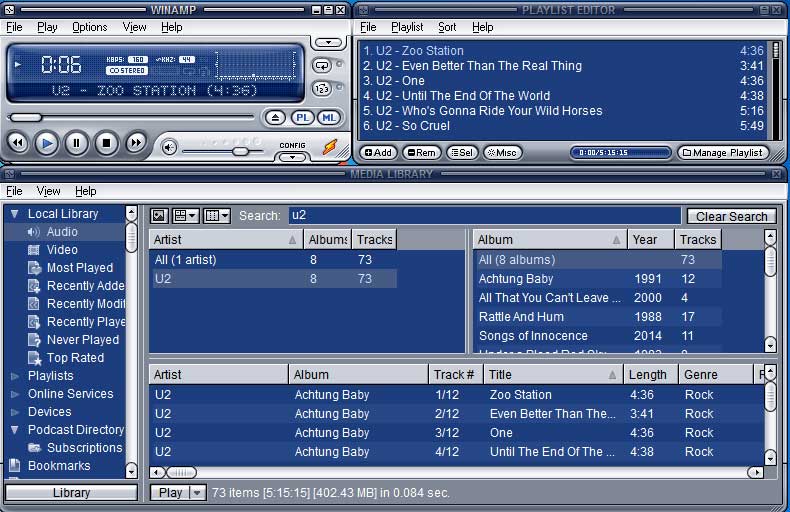 WINAMP
File Play Options View Help
0:06
KBPS: 160 KHZ: 44
STEREO
U2 - ZOO STATION (4:36)
PL ML
CONFIG
PLAYLIST EDITOR
File Playlist Sort Help
1. U2 - Zoo Station 4:36
2. U2 - Even Better Than The Real Thing 3:41
3. U2 - One 4:36
4. U2 - Until The End Of The World 4:38
5. U2 - Who's Gonna Ride Your Wild Horses 5:16
6. U2 - So Cruel 5:49
Add Rem Sel Misc 0:00/5:15:15 Manage Playlist
MEDIA LIBRARY
File View Help
Local Library
Audio
Video
Most Played
Recently Adde
Recently Modif
Recently Playe
Never Played
Top Rated
Playlists
Online Services
Devices
Podcast Directory
Subscriptions
Bookmarks
Library
Search: u2 Clear Search
Artist Albums Tracks
All (1 artist) 8 73
U2 8 73
Album Year Tracks
All (8 albums) 73
Achtung Baby 1991 12
All That You Can't Leave ... 2000 4
Rattle And Hum 1988 17
Songs of Innocence 2014 11
Under a Blood Red Sky 1983 8
Artist Album Track # Title Length Genre
U2 Achtung Baby 1/12 Zoo Station 4:36 Rock
U2 Achtung Baby 2/12 Even Better Than The... 3:41 Rock
U2 Achtung Baby 3/12 One 4:36 Rock
U2 Achtung Baby 4/12 Until The End Of The ... 4:38 Rock
Play 73 items [5:15:15] [402.43 MB] in 0.084 sec.